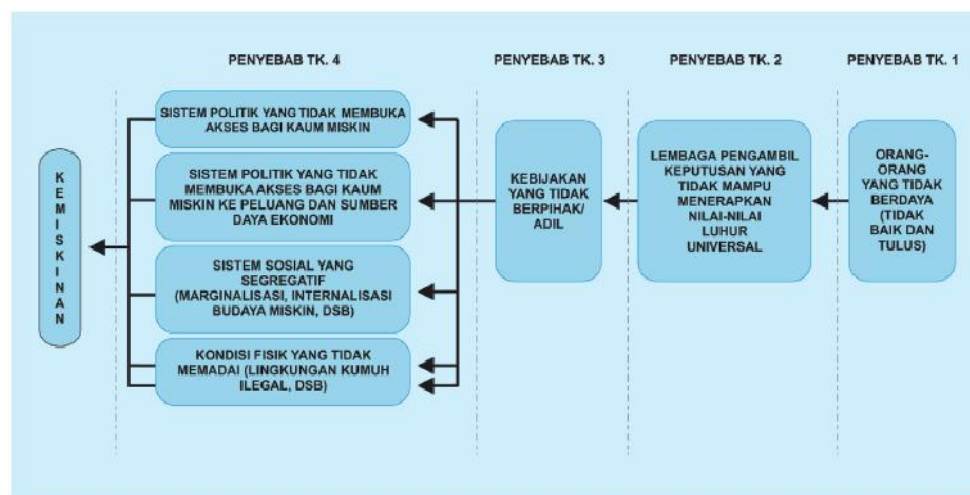 PENYEBAB TK. 4
PENYEBAB TK. 3
PENYEBAB TK. 2
PENYEBAB TK. 1
KEMISKINAN
SISTEM POLITIK YANG TIDAK MEMBUKA
AKSES BAGI KAUM MISKIN
SISTEM POLITIK YANG TIDAK
MEMBUKA AKSES BAGI KAUM
MISKIN KE PELUANG DAN SUMBER
DAYA EKONOMI
SISTEM SOSIAL YANG
SEGREGATIF
(MARGINALISASI, INTERNALISASI
BUDAYA MISKIN, DSB)
KONDISI FISIK YANG TIDAK
MEMADAI (LINGKUNGAN KUMUH
ILEGAL, DSB)
KEBIJAKAN
YANG TIDAK
BERPIHAK/
ADIL
LEMBAGA PENGAMBIL
KEPUTUSAN YANG
TIDAK MAMPU
MENERAPKAN
NILAI-NILAI
LUHUR
UNIVERSAL
ORANG-
ORANG
YANG TIDAK
BERDAYA
(TIDAK
BAIK DAN
TULUS)